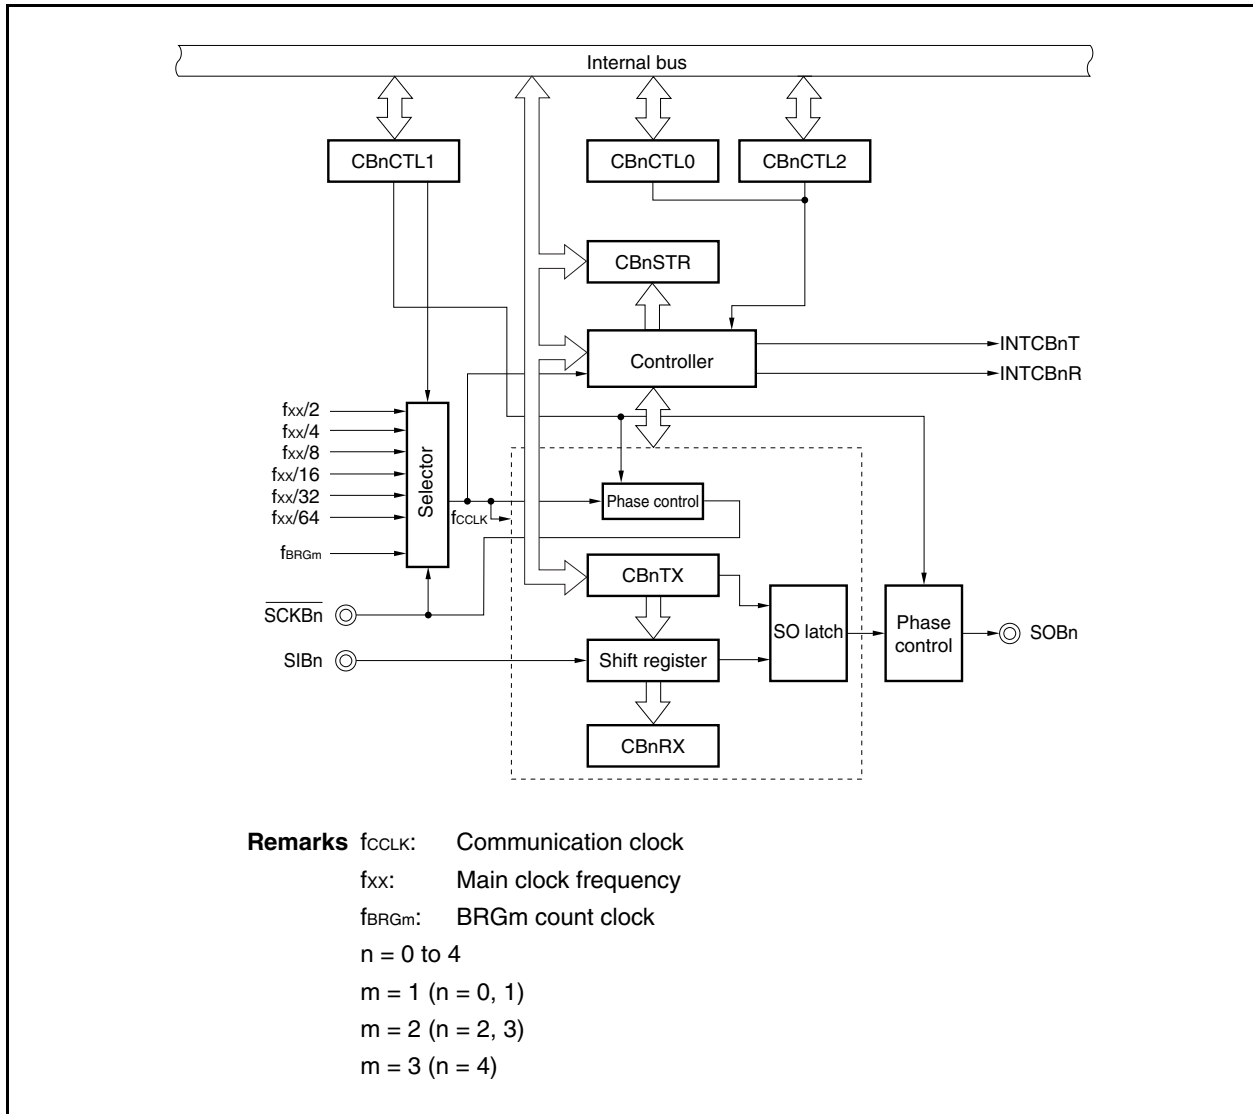 Internal bus
CBnCTL1
CBnCTL0
CBnCTL2
CBnSTR
Controller
INTCBnT
INTCBnR
fXX/2
fXX/4
fXX/8
fXX/16
fXX/32
fXX/64
fBRGm
Selector
fCCLK
Phase control
CBnTX
SCKBn
SO latch
Phase
control
SOBn
SIBn
Shift register
CBnRX
Remarks fCCLK: Communication clock
fXX: Main clock frequency
fBRGm: BRGm count clock
n = 0 to 4
m = 1 (n = 0, 1)
m = 2 (n = 2, 3)
m = 3 (n = 4)